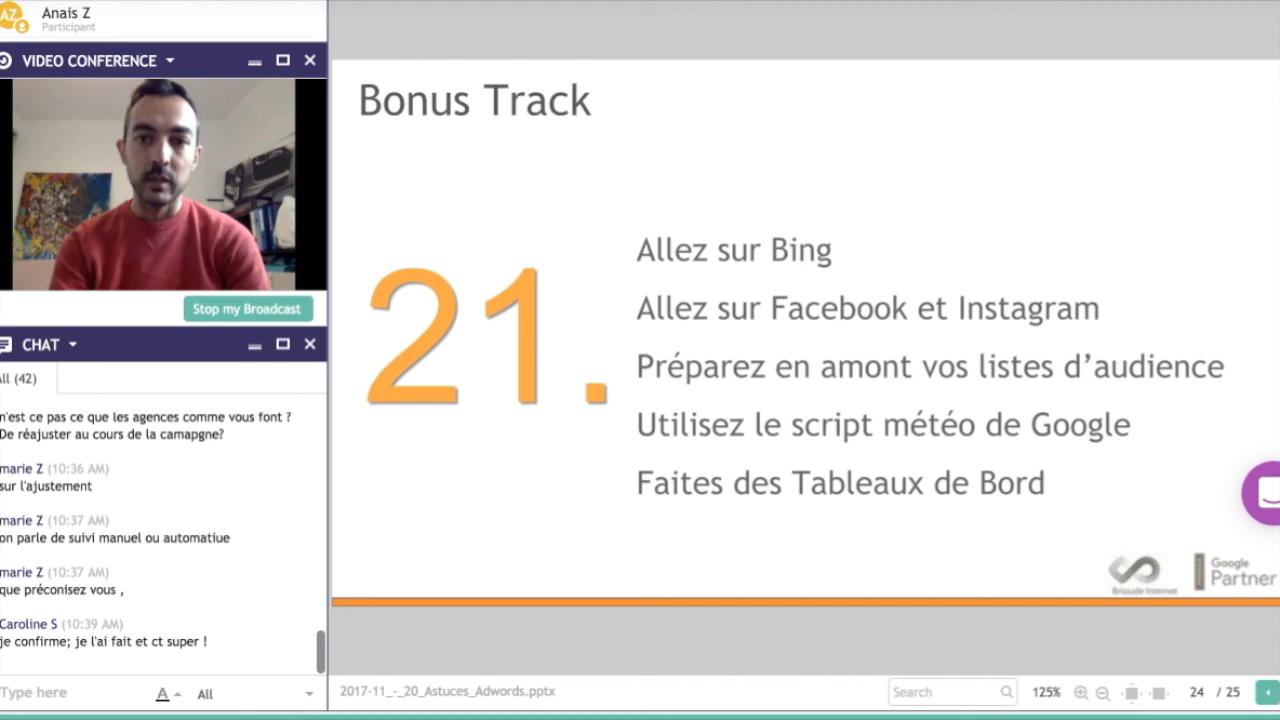 AZ
Anais Z
Participant
VIDEO CONFERENCE
Stop my Broadcast
CHAT
ll (42)
n'est ce pas ce que les agences comme vous font ?
De réajuster au cours de la camapgne?
marie Z (10:36 AM)
sur l'ajustement
marie Z (10:37 AM)
on parle de suivi manuel ou automatiue
marie Z (10:37 AM)
que préconisez vous ,
Caroline S (10:39 AM)
je confirme; je l'ai fait et ct super !
Type here
A
All
Bonus Track
21.
Allez sur Bing
Allez sur Facebook et Instagram
Préparez en amont vos listes d’audience
Utilisez le script météo de Google
Faites des Tableaux de Bord
Brioude Internet
Google
Partner
2017-11_-_20_Astuces_Adwords.pptx
Search
125%
24 / 25